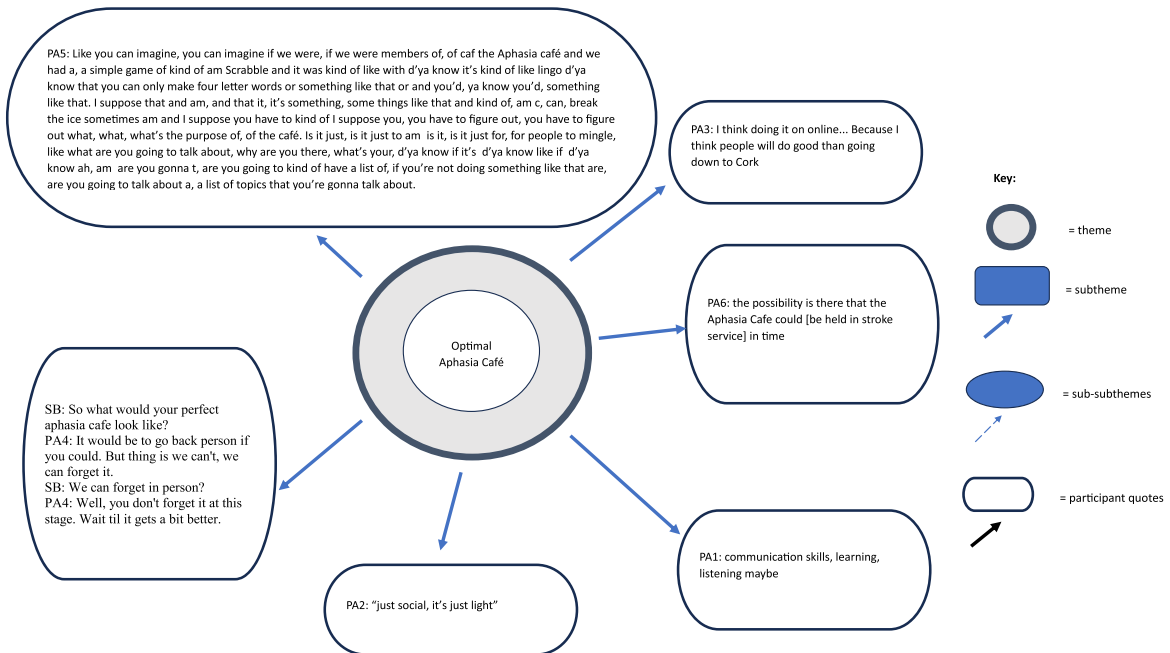 PA5: Like you can imagine, you can imagine if we were, if we were members of, of caf the Aphasia café and we
had a, a simple game of kind of am Scrabble and it was kind of like with d'ya know it's kind of like lingo d'ya
know that you can only make four letter words or something like that or and you'd, ya know you'd, something
like that. I suppose that and am, and that it, it's something, some things like that and kind of, am c, can, break
the ice sometimes am and I suppose you have to kind of I suppose you, you have to figure out, you have to figure
out what, what, what's the purpose of, of the café. Is it just, is it just to am is it, is it just for, for people to mingle,
like what are you going to talk about, why are you there, what's your, d'ya know if it's d'ya know like if d'ya
know ah, am are you gonna t, are you going to kind of have a list of, if you're not doing something like that are,
are you going to talk about a, a list of topics that you're gonna talk about.
PA3: I think doing it on online... Because I
think people will do good than going
down to Cork
Key:
= theme
= subtheme
= sub-subthemes
= participant quotes
PA6: the possibility is there that the
Aphasia Cafe could [be held in stroke
service] in time
Optimal
Aphasia Café
SB: So what would your perfect
aphasia cafe look like?
PA4: It would be to go back person if
you could. But thing is we can't, we
can forget it.
SB: We can forget in person?
PA4: Well, you don't forget it at this
stage. Wait til it gets a bit better.
PA1: communication skills, learning,
listening maybe
PA2: “just social, it's just light”